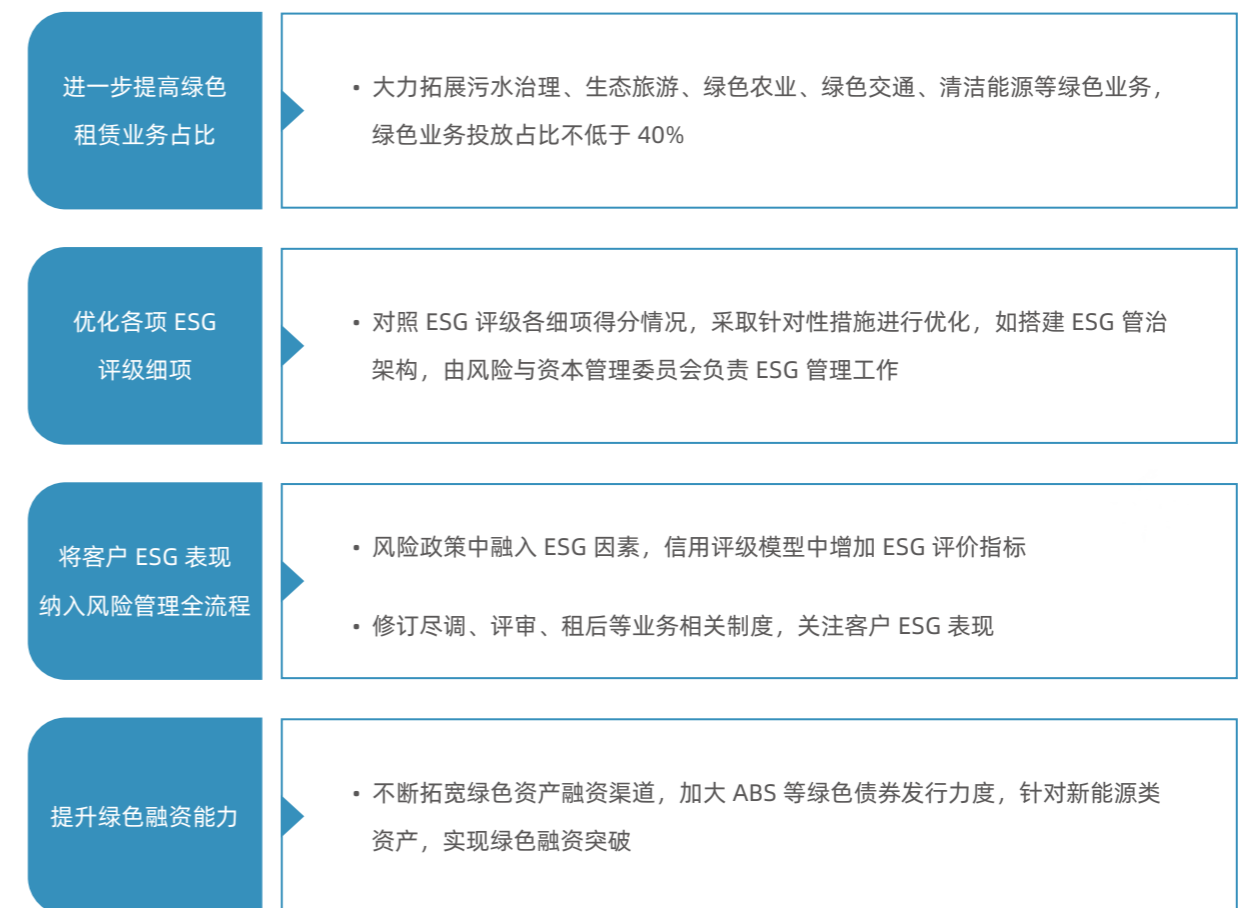 进一步提高绿色
租赁业务占比
• 大力拓展污水治理、生态旅游、绿色农业、绿色交通、清洁能源等绿色业务，
绿色业务投放占比不低于 40%
优化各项 ESG
评级细项
• 对照 ESG 评级各细项得分情况，采取针对性措施进行优化，如搭建 ESG 管治
架构，由风险与资本管理委员会负责 ESG 管理工作
将客户 ESG 表现
纳入风险管理全流程
• 风险政策中融入 ESG 因素，信用评级模型中增加 ESG 评价指标
• 修订尽调、评审、租后等业务相关制度，关注客户 ESG 表现
提升绿色融资能力
• 不断拓宽绿色资产融资渠道，加大 ABS 等绿色债券发行力度，针对新能源类
资产，实现绿色融资突破